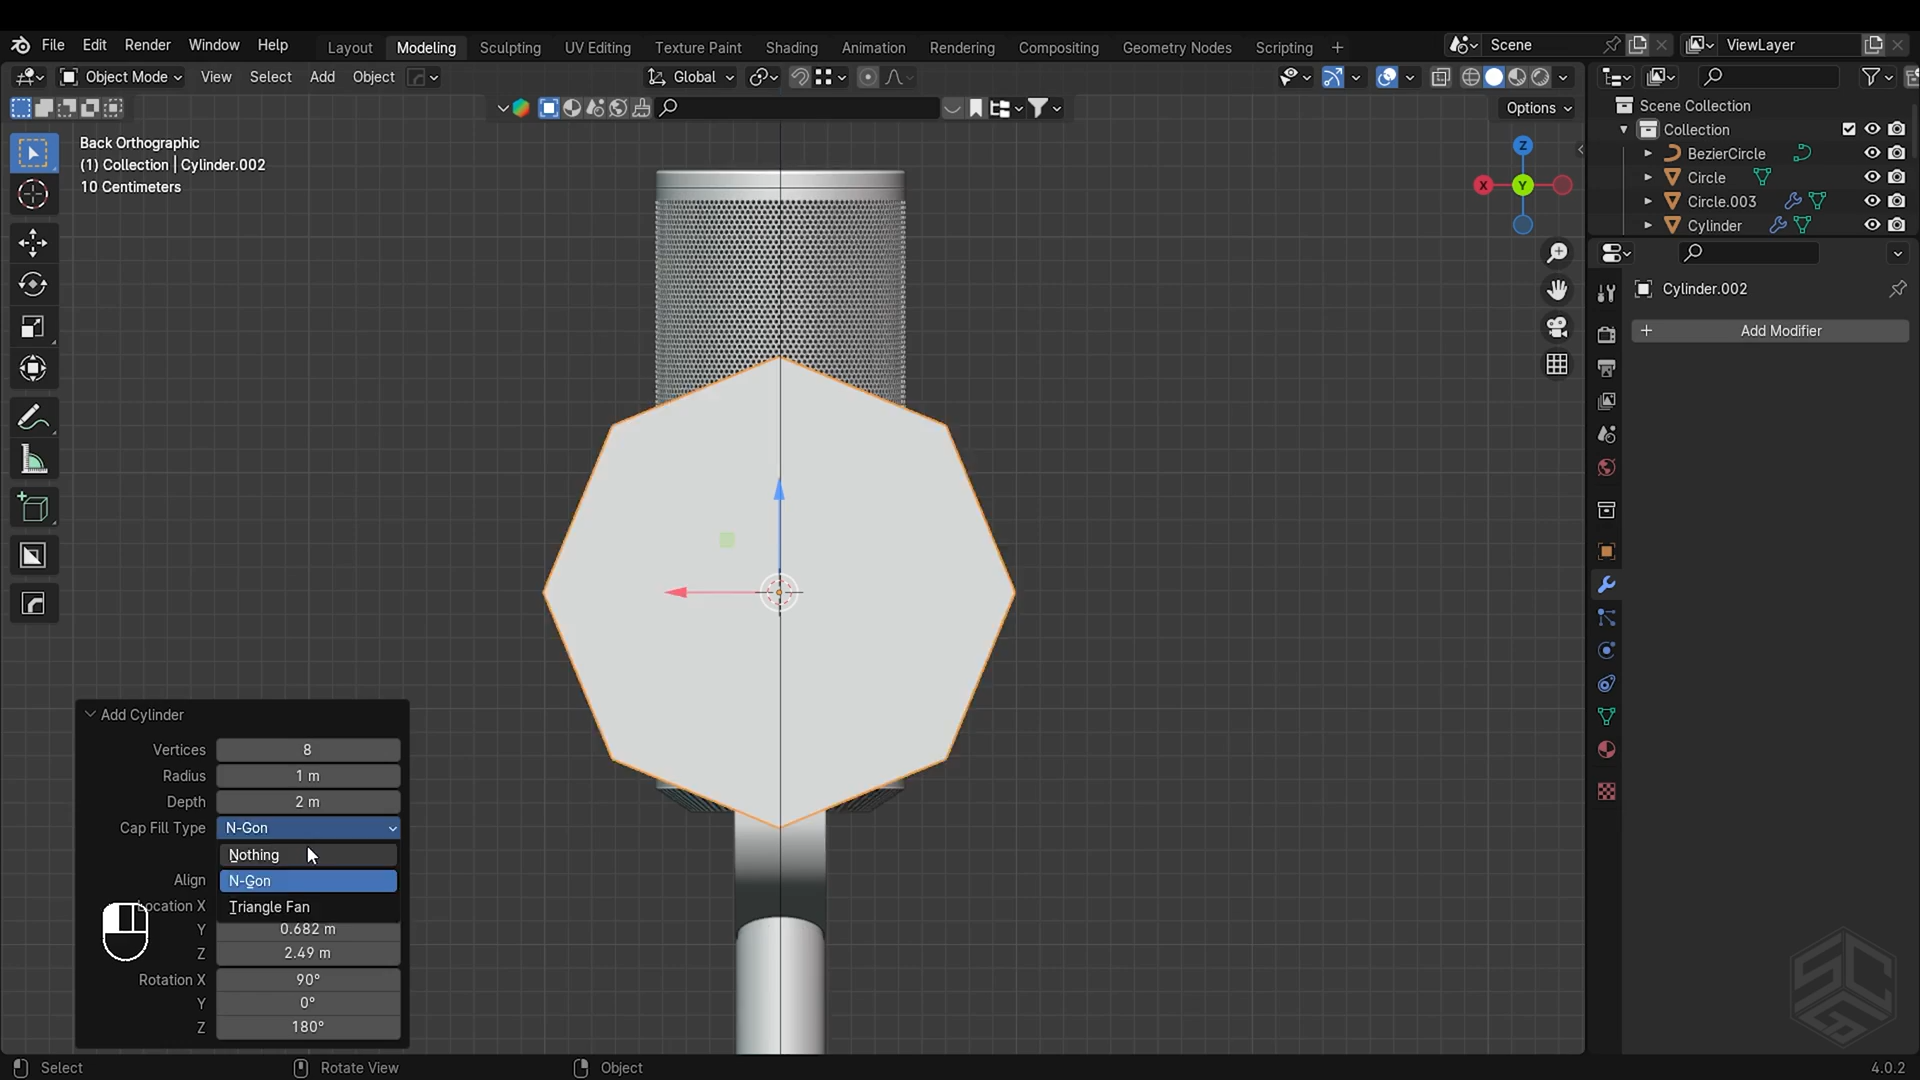 File Edit Render Window Help Layout Modeling Sculpting UV Editing Texture Paint Shading Animation Rendering Compositing Geometry Nodes Scripting + Scene ViewLayer
Object Mode View Select Add Object Global
Options
Back Orthographic
(1) Collection | Cylinder.002
10 Centimeters
Z
X
Y
Scene Collection
Collection
BezierCircle
Circle
Circle.003
Cylinder
Cylinder.002
+ Add Modifier
Add Cylinder
Vertices 8
Radius 1 m
Depth 2 m
Cap Fill Type N-Gon
Nothing
Align N-Gon
Location X Triangle Fan
Y 0.682 m
Z 2.49 m
Rotation X 90°
Y 0°
Z 180°
Select Rotate View Object 4.0.2